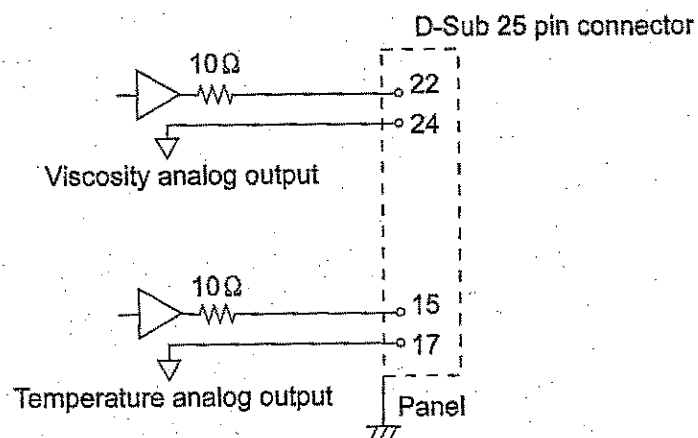 D-Sub 25 pin connector
10Ω
22
24
Viscosity analog output
10Ω
15
17
Temperature analog output
Panel